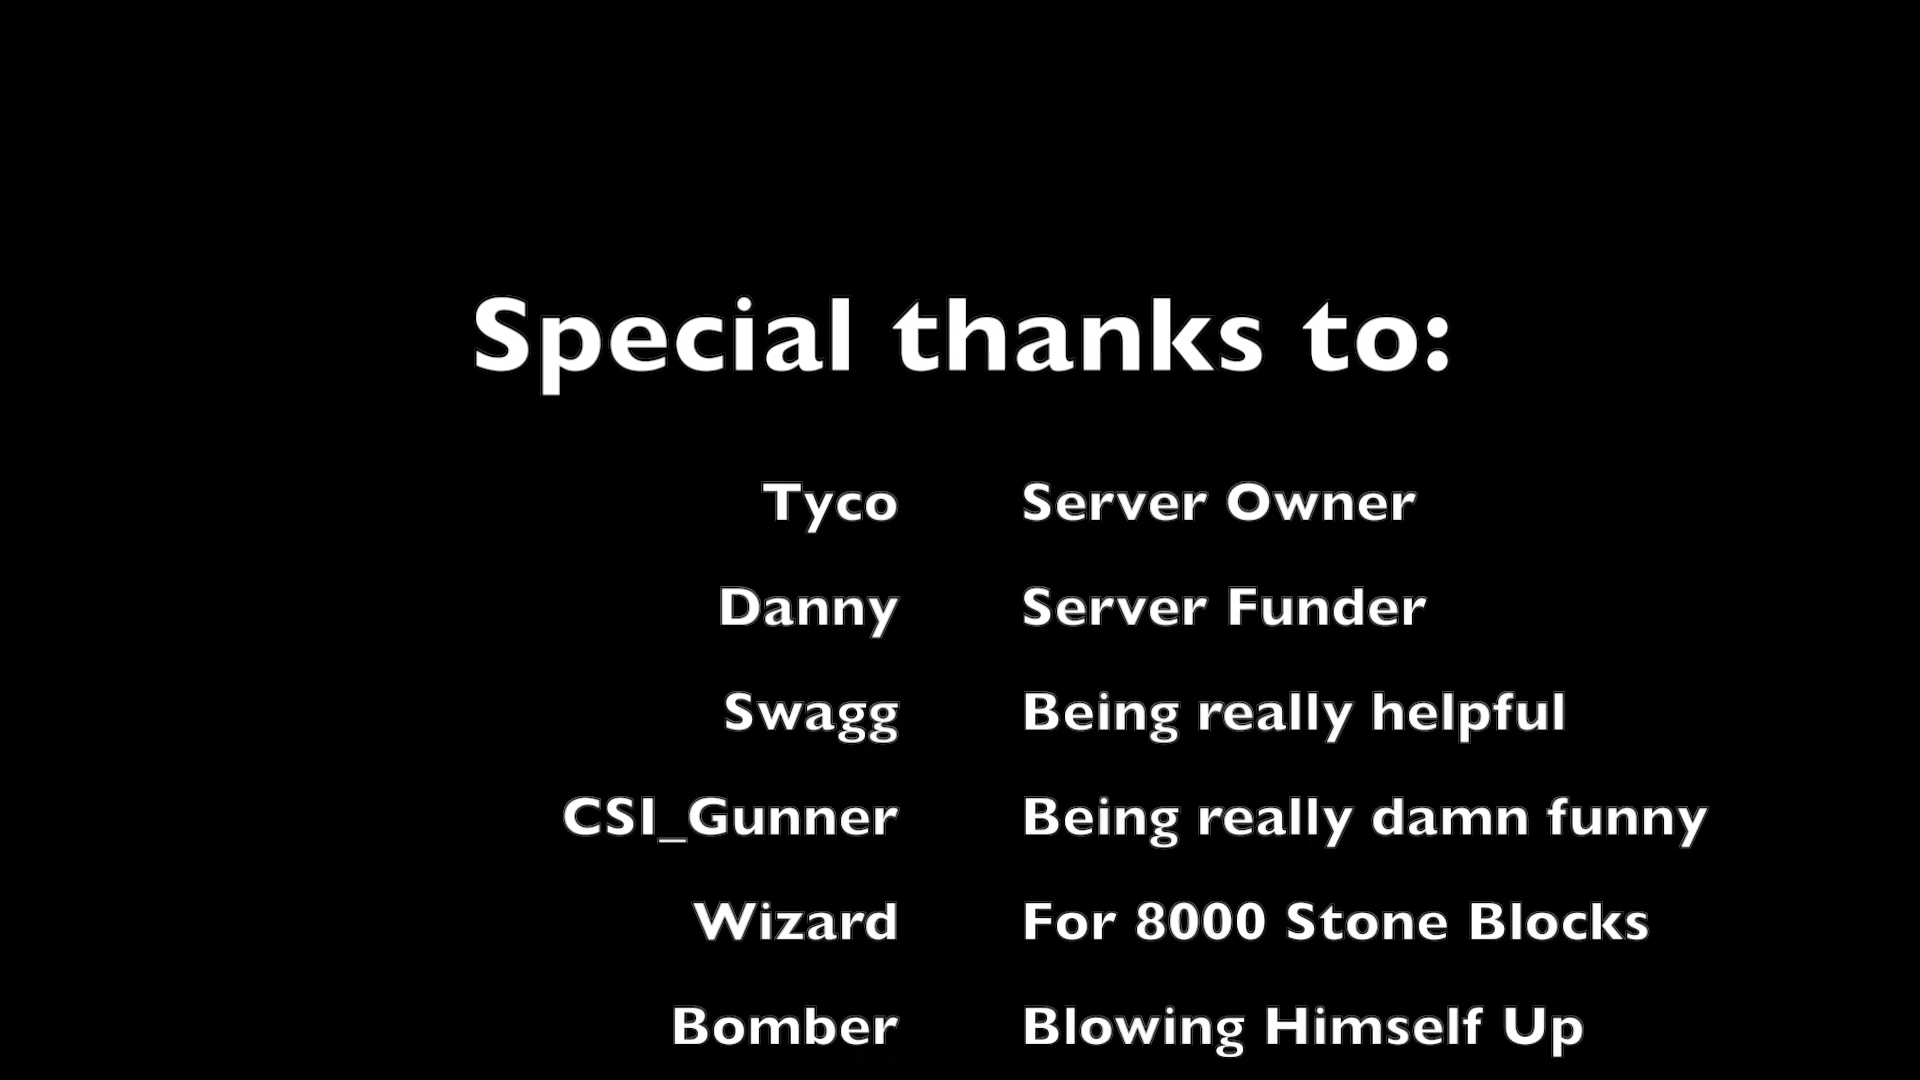 Special thanks to:
Tyco Server Owner
Danny Server Funder
Swagg Being really helpful
CSI_Gunner Being really damn funny
Wizard For 8000 Stone Blocks
Bomber Blowing Himself Up